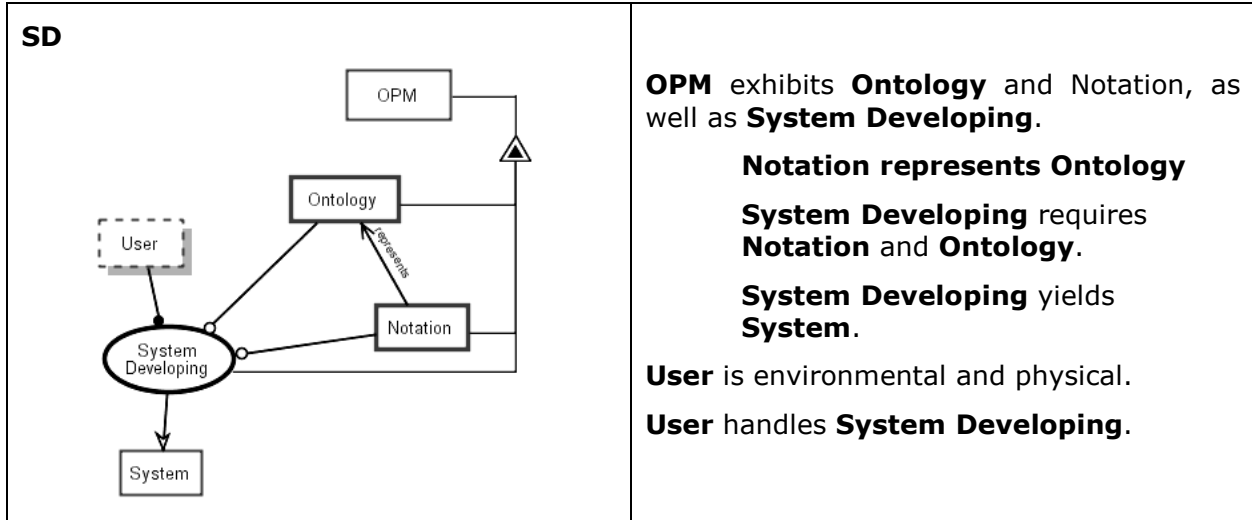 SD
OPM
Ontology
User
represents
Notation
System
Developing
System
OPM exhibits Ontology and Notation, as
well as System Developing.
Notation represents Ontology
System Developing requires
Notation and Ontology.
System Developing yields
System.
User is environmental and physical.
User handles System Developing.